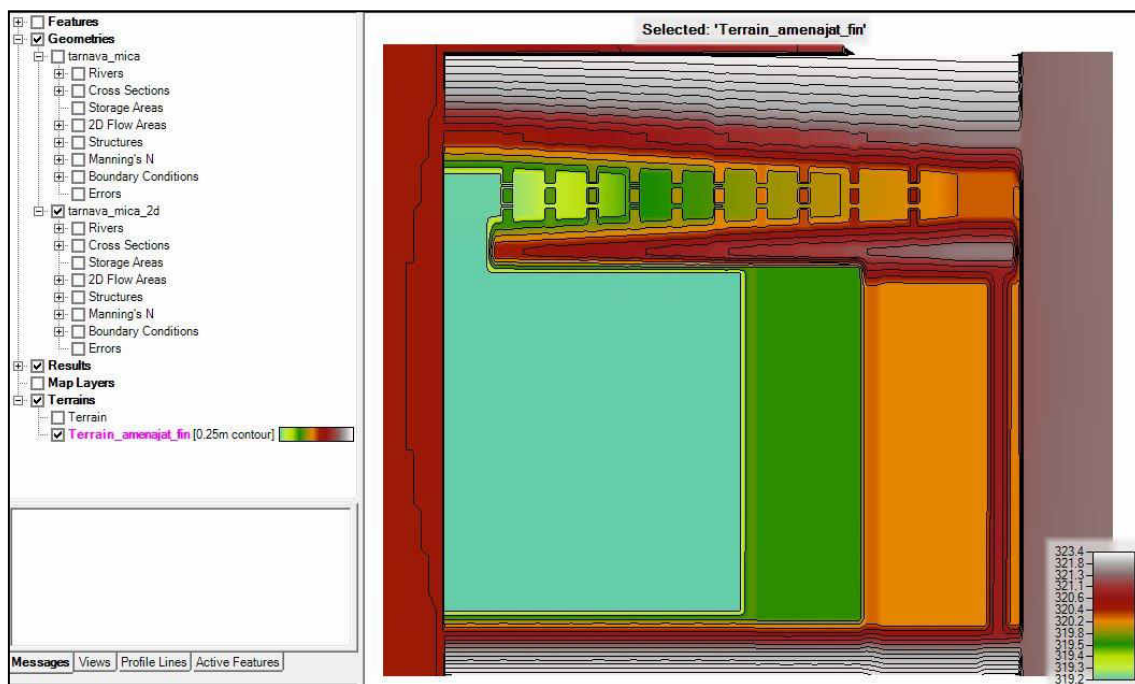 Features
Geometries
tarnava_mica
Rivers
Cross Sections
Storage Areas
2D Flow Areas
Structures
Manning's N
Boundary Conditions
Errors
tarnava_mica_2d
Rivers
Cross Sections
Storage Areas
2D Flow Areas
Structures
Manning's N
Boundary Conditions
Errors
Results
Map Layers
Terrains
Terrain
Terrain_amenajat_fin [0.25m contour]
Messages Views Profile Lines Active Features
Selected: 'Terrain_amenajat_fin'
323.4
321.8
321.3
321.1
320.6
320.4
320.2
319.8
319.5
319.4
319.3
319.2